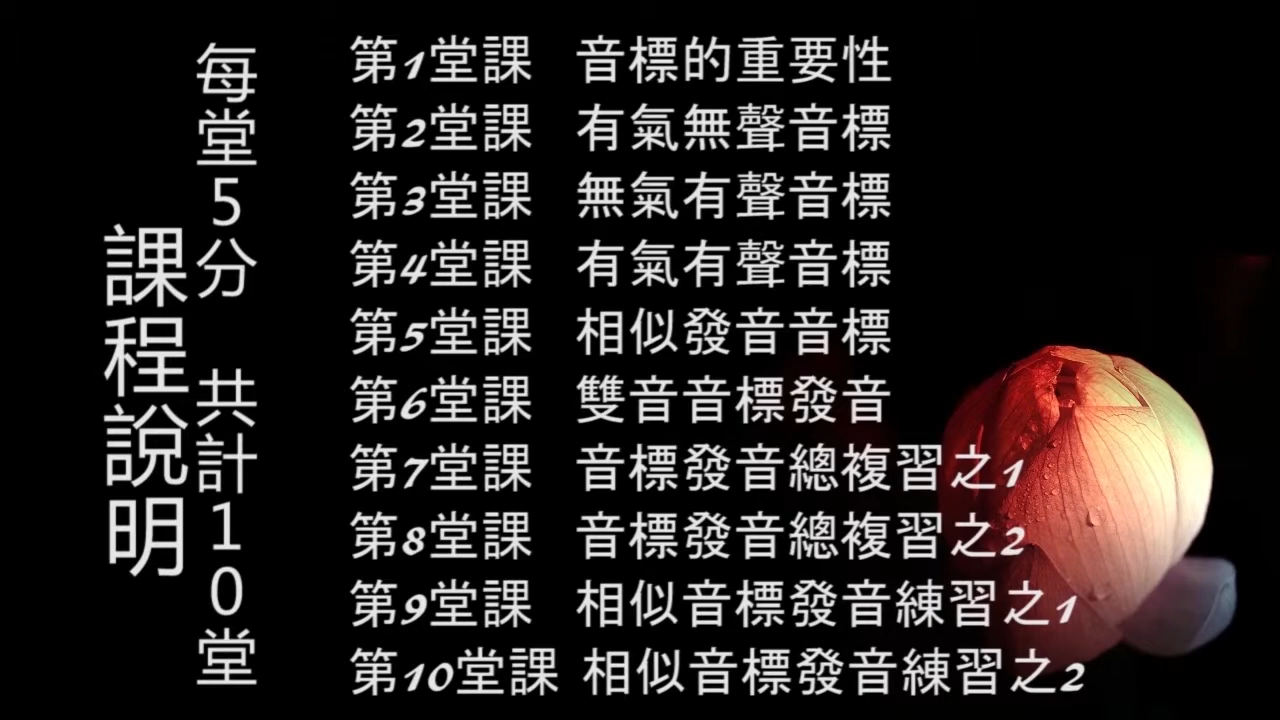 課程說明
每堂5分 共計10堂
第1堂課 音標的重要性
第2堂課 有氣無聲音標
第3堂課 無氣有聲音標
第4堂課 有氣有聲音標
第5堂課 相似發音音標
第6堂課 雙音音標發音
第7堂課 音標發音總複習之1
第8堂課 音標發音總複習之2
第9堂課 相似音標發音練習之1
第10堂課 相似音標發音練習之2